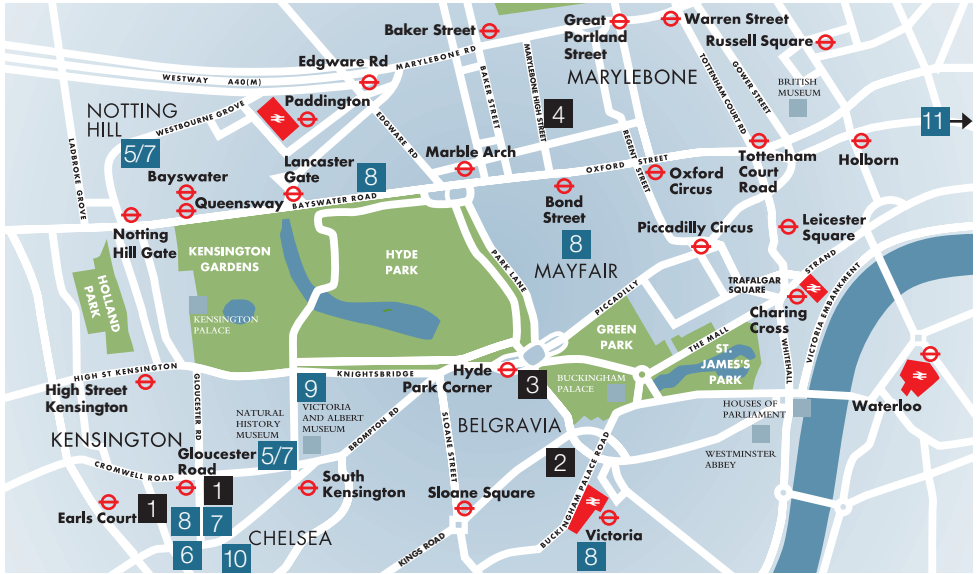 Baker Street
Great
Portland
Street
Warren Street
Russell Square
Edgware Rd
MARYLEBONE RD
WESTWAY A40(M)
MARYLEBONE
BRITISH
MUSEUM
NOTTING
HILL
WESTBOURNE GROVE
Paddington
EDGWARE RD
BAKER STREET
MARYLEBONE HIGH STREET
4
REGENT STREET
TOTTENHAM COURT RD
GOWER STREET
11
5/7
LADBROKE GROVE
Bayswater
Lancaster
Gate
8
Marble Arch
OXFORD STREET
Oxford
Circus
Tottenham
Court
Road
Holborn
Queensway
BAYSWATER ROAD
Bond
Street
8
Notting
Hill Gate
KENSINGTON
GARDENS
HYDE
PARK
PARK LANE
MAYFAIR
Piccadilly Circus
Leicester
Square
HOLLAND
PARK
KENSINGTON
PALACE
PICCADILLY
TRAFALGAR
SQUARE
STRAND
Charing
Cross
VICTORIA EMBANKMENT
GREEN
PARK
THE MALL
ST.
JAMES'S
PARK
WHITEHALL
HIGH ST KENSINGTON
High Street
Kensington
GLOUCESTER RD
KNIGHTSBRIDGE
Hyde
Park Corner
3
BUCKINGHAM
PALACE
Waterloo
9
NATURAL
HISTORY
MUSEUM
VICTORIA
AND ALBERT
MUSEUM
BROMPTON RD
SLOANE STREET
BELGRAVIA
HOUSES OF
PARLIAMENT
WESTMINSTER
ABBEY
KENSINGTON
Gloucester
Road
5/7
2
CROMWELL ROAD
South
Kensington
Sloane Square
BUCKINGHAM PALACE ROAD
Earls Court
1
1
8
7
6
10
CHELSEA
KINGS ROAD
Victoria
8